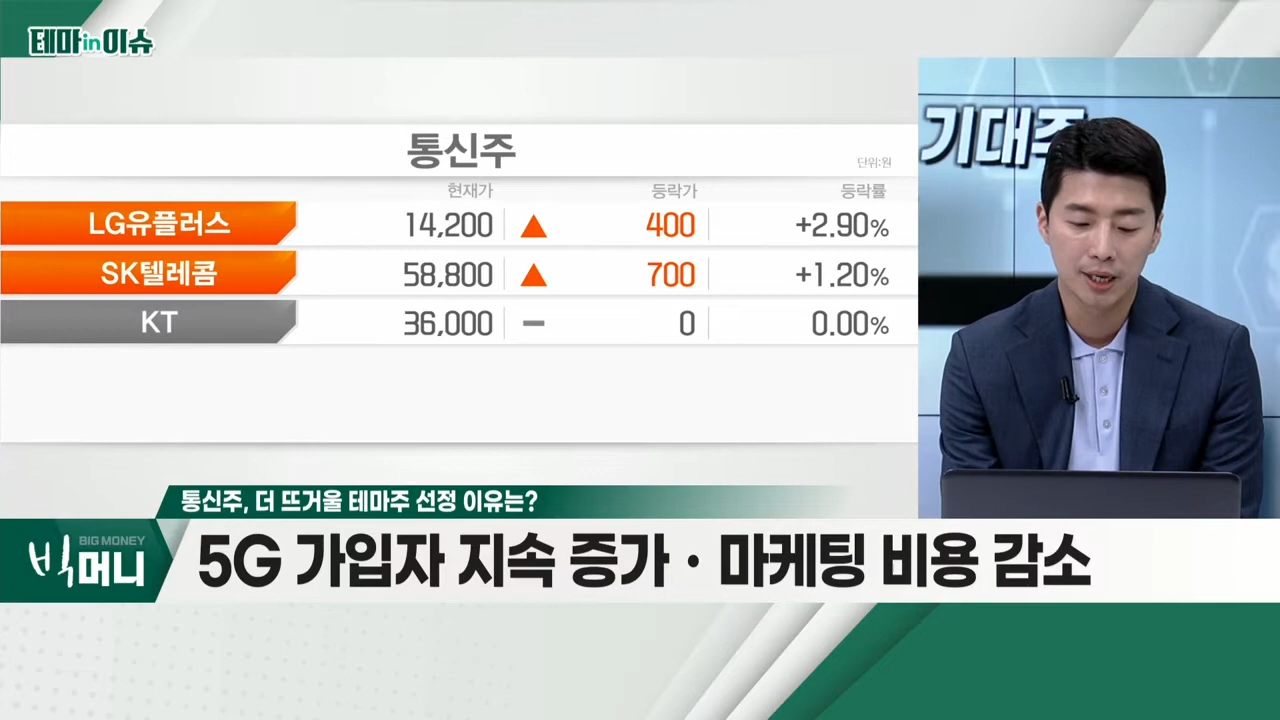 테마in이슈
통신주
단위:원
현재가 등락가 등락률
LG유플러스 14,200 ▲ 400 +2.90%
SK텔레콤 58,800 ▲ 700 +1.20%
KT 36,000 - 0 0.00%
기대주
통신주, 더 뜨거울 테마주 선정 이유는?
BIG MONEY
빅머니
5G 가입자 지속 증가 · 마케팅 비용 감소